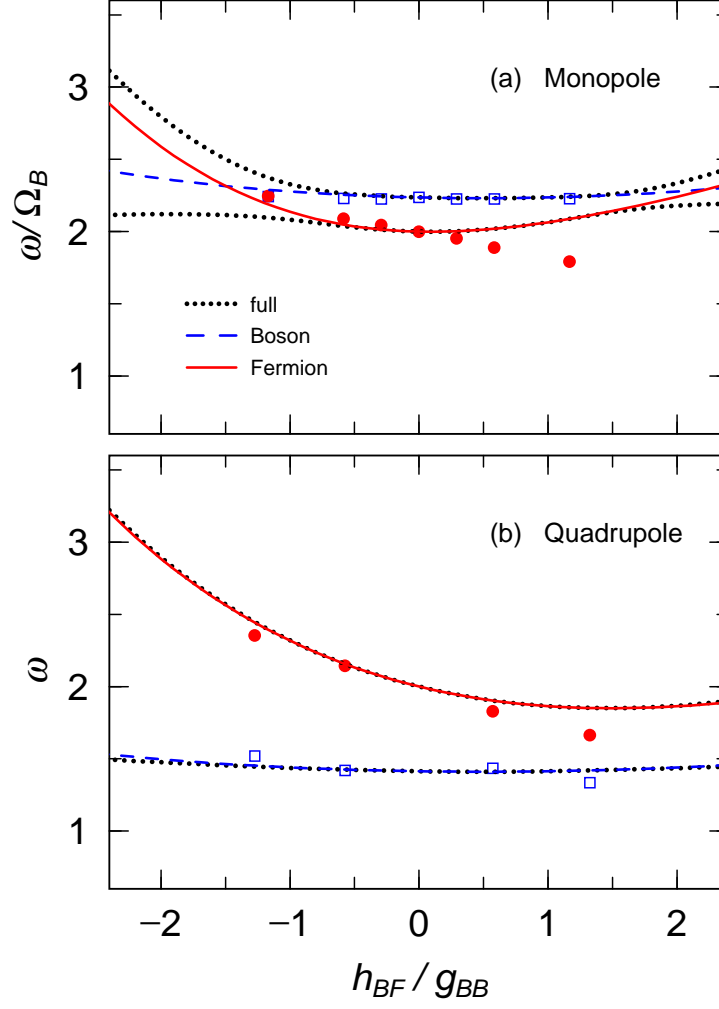 3
(a) Monopole
ω/Ω_B
2
full
Boson
Fermion
1
(b) Quadrupole
3
ω
2
1
−2 −1 0 1 2
h_BF / g_BB